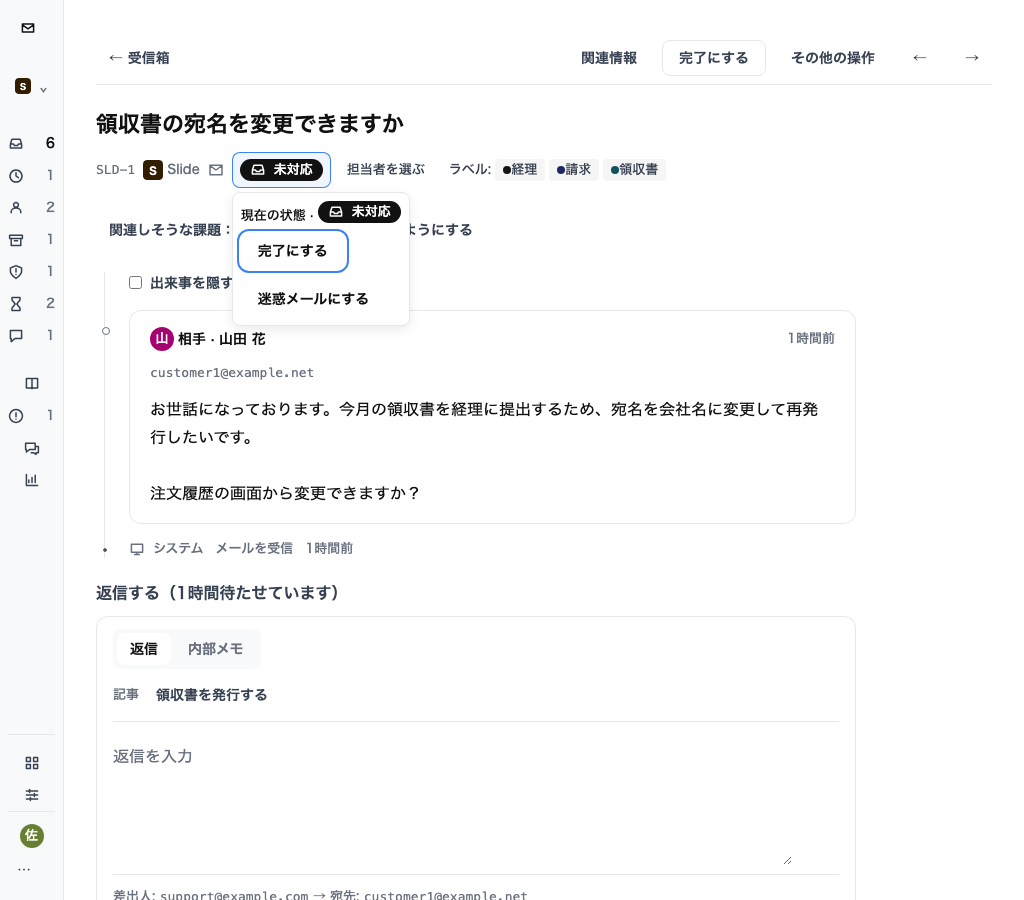 ← 受信箱
関連情報
完了にする
その他の操作
←
→
S
領収書の宛名を変更できますか
6
SLD-1 S Slide 未対応 担当者を選ぶ ラベル: 経理 請求 領収書
1
2
現在の状態 · 未対応
関連しそうな課題：
ようにする
1
完了にする
1
出来事を隠す
迷惑メールにする
2
1
山 相手 · 山田 花
1時間前
customer1@example.net
お世話になっております。今月の領収書を経理に提出するため、宛名を会社名に変更して再発
行したいです。
1
注文履歴の画面から変更できますか？
システム メールを受信 1時間前
返信する（1時間待たせています）
返信 内部メモ
記事 領収書を発行する
返信を入力
佐
…
差出人: support@example.com → 宛先: customer1@example.net